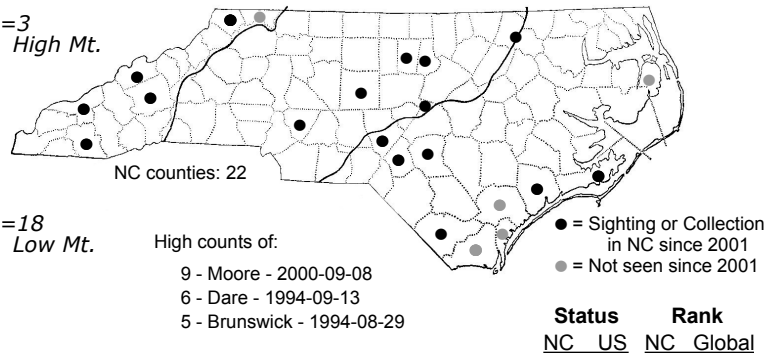 =3
High Mt.
NC counties: 22
=18
Low Mt.
High counts of:
9 - Moore - 2000-09-08
6 - Dare - 1994-09-13
5 - Brunswick - 1994-08-29
= Sighting or Collection
in NC since 2001
= Not seen since 2001
Status Rank
NC US NC Global